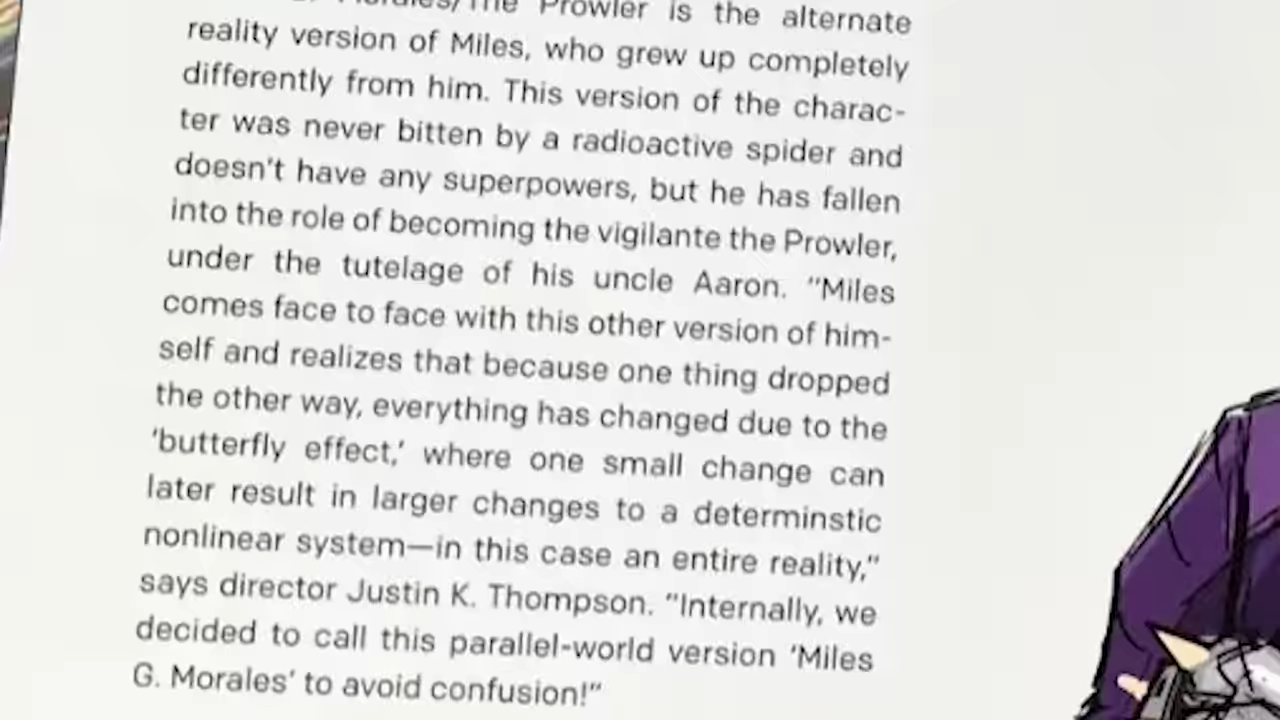 Morales/The Prowler is the alternate
reality version of Miles, who grew up completely
differently from him. This version of the charac-
ter was never bitten by a radioactive spider and
doesn't have any superpowers, but he has fallen
into the role of becoming the vigilante the Prowler,
under the tutelage of his uncle Aaron. "Miles
comes face to face with this other version of him-
self and realizes that because one thing dropped
the other way, everything has changed due to the
'butterfly effect,' where one small change can
later result in larger changes to a determinstic
nonlinear system—in this case an entire reality,"
says director Justin K. Thompson. "Internally, we
decided to call this parallel-world version 'Miles
G. Morales' to avoid confusion!"